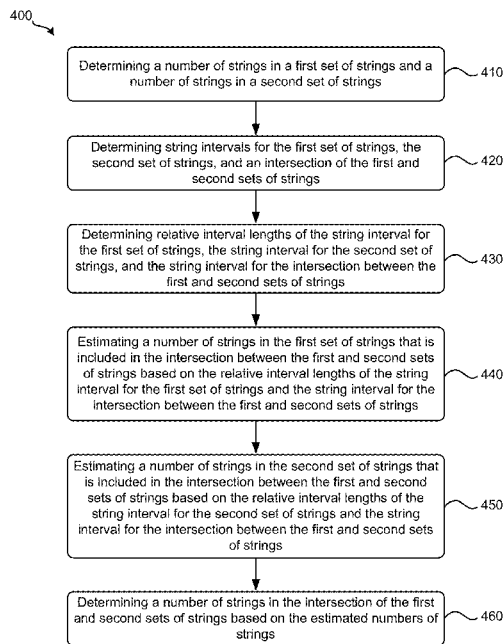 400
Determining a number of strings in a first set of strings and a
number of strings in a second set of strings
410
Determining string intervals for the first set of strings, the
second set of strings, and an intersection of the first and
second sets of strings
420
Determining relative interval lengths of the string interval for
the first set of strings, the string interval for the second set of
strings, and the string interval for the intersection between the
first and second sets of strings
430
Estimating a number of strings in the first set of strings that is
included in the intersection between the first and second sets
of strings based on the relative interval lengths of the string
interval for the first set of strings and the string interval for the
intersection between the first and second sets of strings
440
Estimating a number of strings in the second set of strings that
is included in the intersection between the first and second
sets of strings based on the relative interval lengths of the
string interval for the second set of strings and the string
interval for the intersection between the first and second sets
of strings
450
Determining a number of strings in the intersection of the first
and second sets of strings based on the estimated numbers of
strings
460